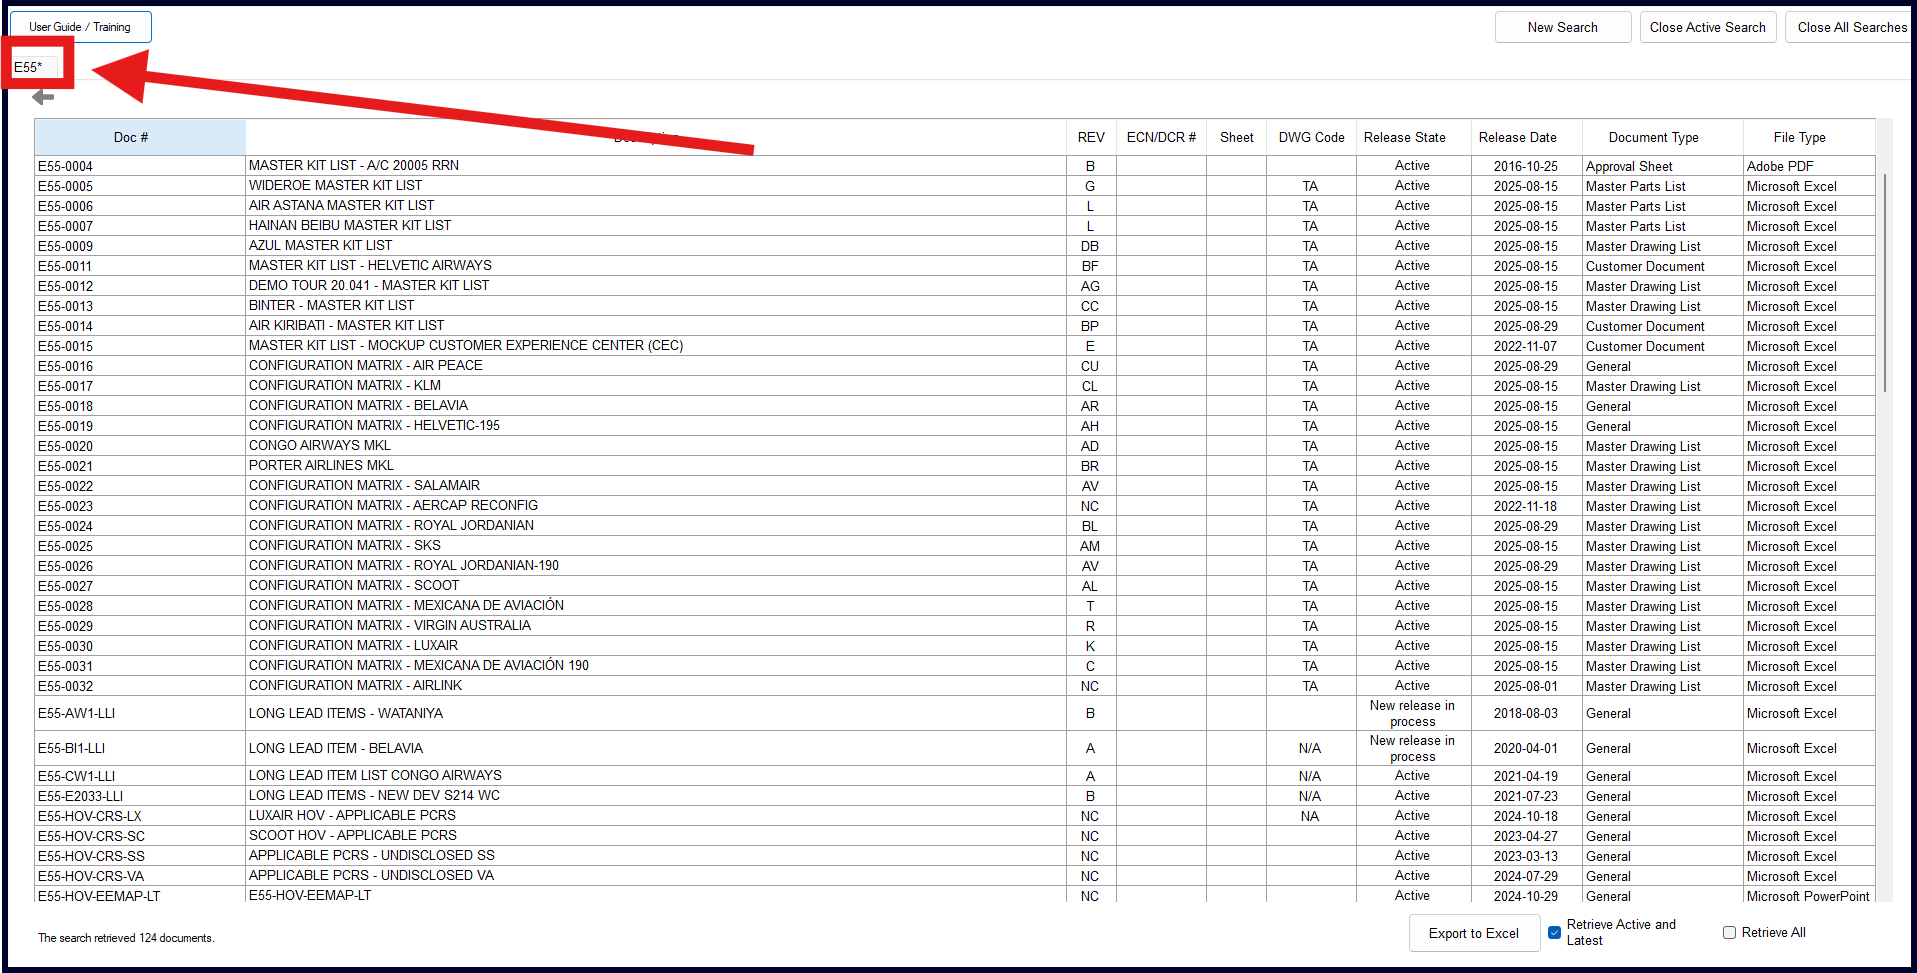 User Guide / Training
New Search
Close Active Search
Close All Searches
E55*
Doc # REV ECN/DCR # Sheet DWG Code Release State Release Date Document Type File Type
E55-0004 MASTER KIT LIST - A/C 20005 RRN B Active 2016-10-25 Approval Sheet Adobe PDF
E55-0005 WIDEROE MASTER KIT LIST G TA Active 2025-08-15 Master Parts List Microsoft Excel
E55-0006 AIR ASTANA MASTER KIT LIST L TA Active 2025-08-15 Master Parts List Microsoft Excel
E55-0007 HAINAN BEIBU MASTER KIT LIST L TA Active 2025-08-15 Master Parts List Microsoft Excel
E55-0009 AZUL MASTER KIT LIST DB TA Active 2025-08-15 Master Drawing List Microsoft Excel
E55-0011 MASTER KIT LIST - HELVETIC AIRWAYS BF TA Active 2025-08-15 Customer Document Microsoft Excel
E55-0012 DEMO TOUR 20.041 - MASTER KIT LIST AG TA Active 2025-08-15 Master Drawing List Microsoft Excel
E55-0013 BINTER - MASTER KIT LIST CC TA Active 2025-08-15 Master Drawing List Microsoft Excel
E55-0014 AIR KIRIBATI - MASTER KIT LIST BP TA Active 2025-08-29 Customer Document Microsoft Excel
E55-0015 MASTER KIT LIST - MOCKUP CUSTOMER EXPERIENCE CENTER (CEC) E TA Active 2022-11-07 Customer Document Microsoft Excel
E55-0016 CONFIGURATION MATRIX - AIR PEACE CU TA Active 2025-08-29 General Microsoft Excel
E55-0017 CONFIGURATION MATRIX - KLM CL TA Active 2025-08-15 Master Drawing List Microsoft Excel
E55-0018 CONFIGURATION MATRIX - BELAVIA AR TA Active 2025-08-15 General Microsoft Excel
E55-0019 CONFIGURATION MATRIX - HELVETIC-195 AH TA Active 2025-08-15 General Microsoft Excel
E55-0020 CONGO AIRWAYS MKL AD TA Active 2025-08-15 Master Drawing List Microsoft Excel
E55-0021 PORTER AIRLINES MKL BR TA Active 2025-08-15 Master Drawing List Microsoft Excel
E55-0022 CONFIGURATION MATRIX - SALAMAIR AV TA Active 2025-08-15 Master Drawing List Microsoft Excel
E55-0023 CONFIGURATION MATRIX - AERCAP RECONFIG NC TA Active 2022-11-18 Master Drawing List Microsoft Excel
E55-0024 CONFIGURATION MATRIX - ROYAL JORDANIAN BL TA Active 2025-08-29 Master Drawing List Microsoft Excel
E55-0025 CONFIGURATION MATRIX - SKS AM TA Active 2025-08-15 Master Drawing List Microsoft Excel
E55-0026 CONFIGURATION MATRIX - ROYAL JORDANIAN-190 AV TA Active 2025-08-29 Master Drawing List Microsoft Excel
E55-0027 CONFIGURATION MATRIX - SCOOT AL TA Active 2025-08-15 Master Drawing List Microsoft Excel
E55-0028 CONFIGURATION MATRIX - MEXICANA DE AVIACIÓN T TA Active 2025-08-15 Master Drawing List Microsoft Excel
E55-0029 CONFIGURATION MATRIX - VIRGIN AUSTRALIA R TA Active 2025-08-15 Master Drawing List Microsoft Excel
E55-0030 CONFIGURATION MATRIX - LUXAIR K TA Active 2025-08-15 Master Drawing List Microsoft Excel
E55-0031 CONFIGURATION MATRIX - MEXICANA DE AVIACIÓN 190 C TA Active 2025-08-15 Master Drawing List Microsoft Excel
E55-0032 CONFIGURATION MATRIX - AIRLINK NC TA Active 2025-08-01 Master Drawing List Microsoft Excel
E55-AW1-LLI LONG LEAD ITEMS - WATANIYA B New release in process 2018-08-03 General Microsoft Excel
E55-BI1-LLI LONG LEAD ITEM - BELAVIA A N/A New release in process 2020-04-01 General Microsoft Excel
E55-CW1-LLI LONG LEAD ITEM LIST CONGO AIRWAYS A N/A Active 2021-04-19 General Microsoft Excel
E55-E2033-LLI LONG LEAD ITEMS - NEW DEV S214 WC B N/A Active 2021-07-23 General Microsoft Excel
E55-HOV-CRS-LX LUXAIR HOV - APPLICABLE PCRS NC NA Active 2024-10-18 General Microsoft Excel
E55-HOV-CRS-SC SCOOT HOV - APPLICABLE PCRS NC Active 2023-04-27 General Microsoft Excel
E55-HOV-CRS-SS APPLICABLE PCRS - UNDISCLOSED SS NC Active 2023-03-13 General Microsoft Excel
E55-HOV-CRS-VA APPLICABLE PCRS - UNDISCLOSED VA NC Active 2024-07-29 General Microsoft Excel
E55-HOV-EEMAP-LT E55-HOV-EEMAP-LT NC Active 2024-10-29 General Microsoft PowerPoint
The search retrieved 124 documents.
Export to Excel
Retrieve Active and
Latest
Retrieve All